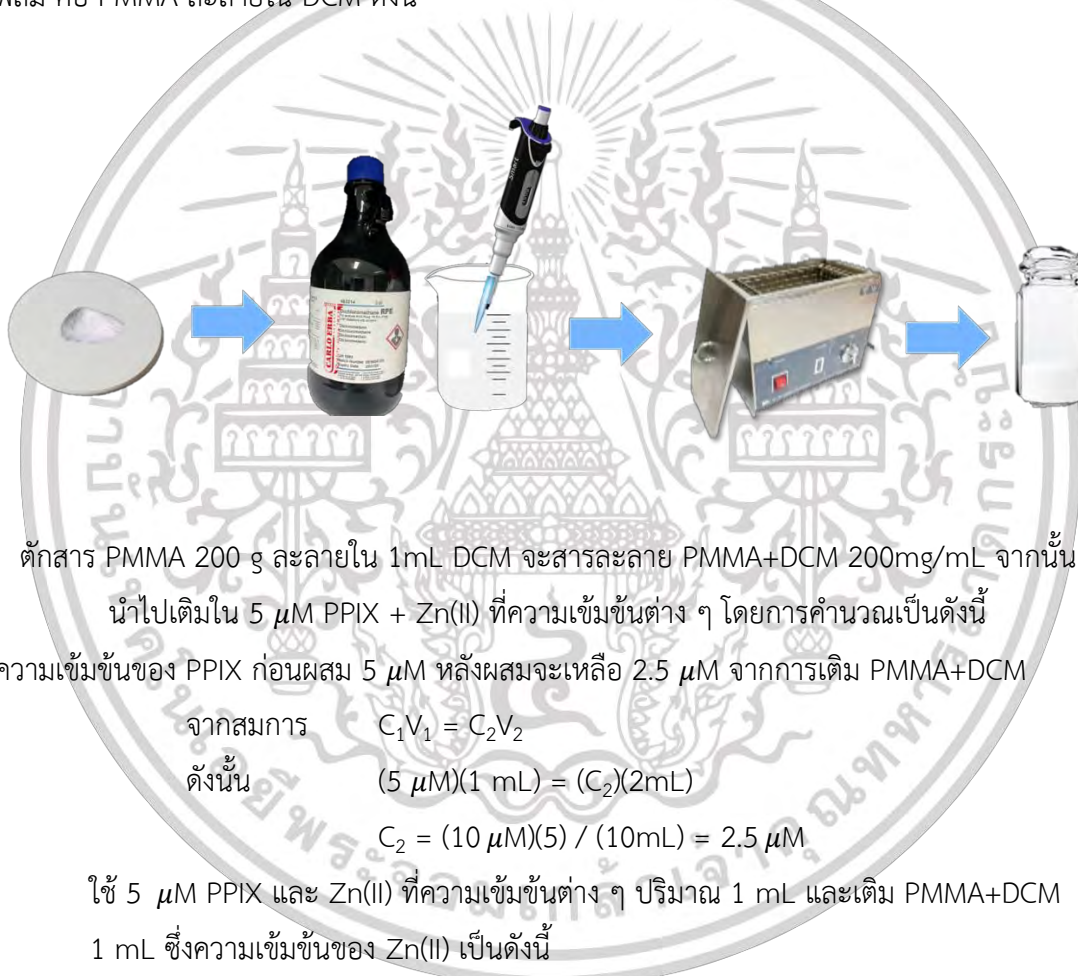 PMMA ละลายใน DCM ดังนี้
CARLO ERBA
RPE
Smart
ตักสาร PMMA 200 g ละลายใน 1mL DCM จะสารละลาย PMMA+DCM 200mg/mL จากนั้น
นำไปเติมใน 5 𝜇M PPIX + Zn(II) ที่ความเข้มข้นต่าง ๆ โดยการคำนวณเป็นดังนี้
ความเข้มข้นของ PPIX ก่อนผสม 5 𝜇M หลังผสมจะเหลือ 2.5 𝜇M จากการเติม PMMA+DCM
จากสมการ C₁V₁ = C₂V₂
ดังนั้น (5 𝜇M)(1 mL) = (C₂)(2mL)
C₂ = (10 𝜇M)(5) / (10mL) = 2.5 𝜇M
ใช้ 5 𝜇M PPIX และ Zn(II) ที่ความเข้มข้นต่าง ๆ ปริมาณ 1 mL และเติม PMMA+DCM
1 mL ซึ่งความเข้มข้นของ Zn(II) เป็นดังนี้